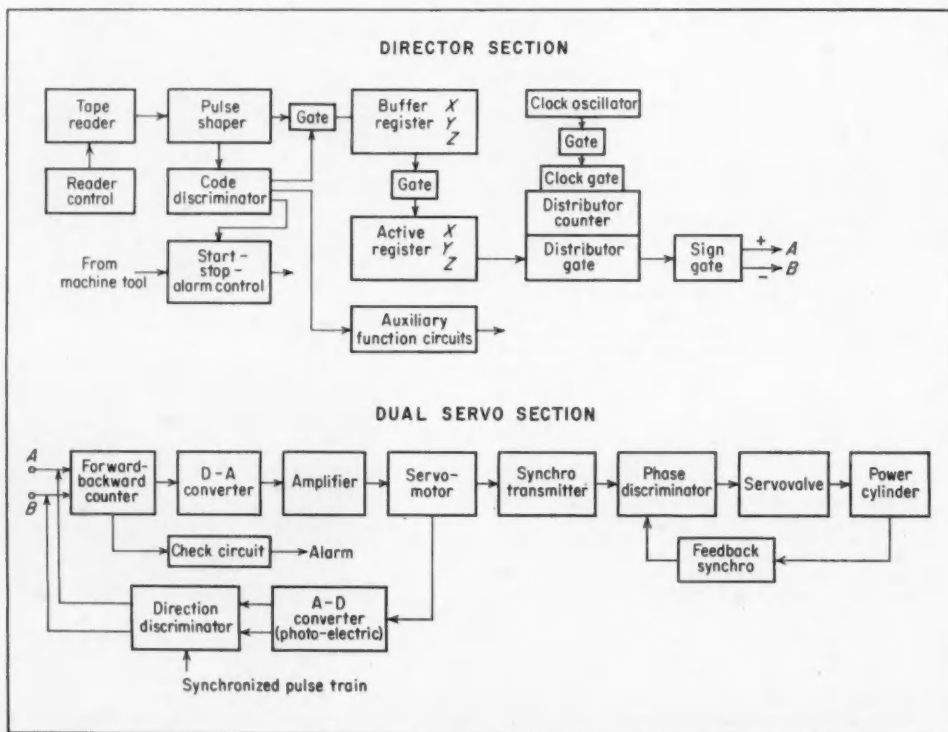 DIRECTOR SECTION
Tape
reader
Pulse
shaper
Gate
Buffer
register
X
Y
Z
Clock oscillator
Gate
Clock gate
Reader
control
Code
discriminator
Gate
Distributor
counter
From
machine tool
Start-
stop-
alarm control
Active
register
X
Y
Z
Distributor
gate
Sign
gate
+
A
B
-
Auxiliary
function circuits
DUAL SERVO SECTION
A
B
Forward-
backward
counter
D-A
converter
Amplifier
Servo-
motor
Synchro
transmitter
Phase
discriminator
Servovalve
Power
cylinder
Check circuit
Alarm
Feedback
synchro
Direction
discriminator
A-D
converter
(photo-electric)
Synchronized pulse train